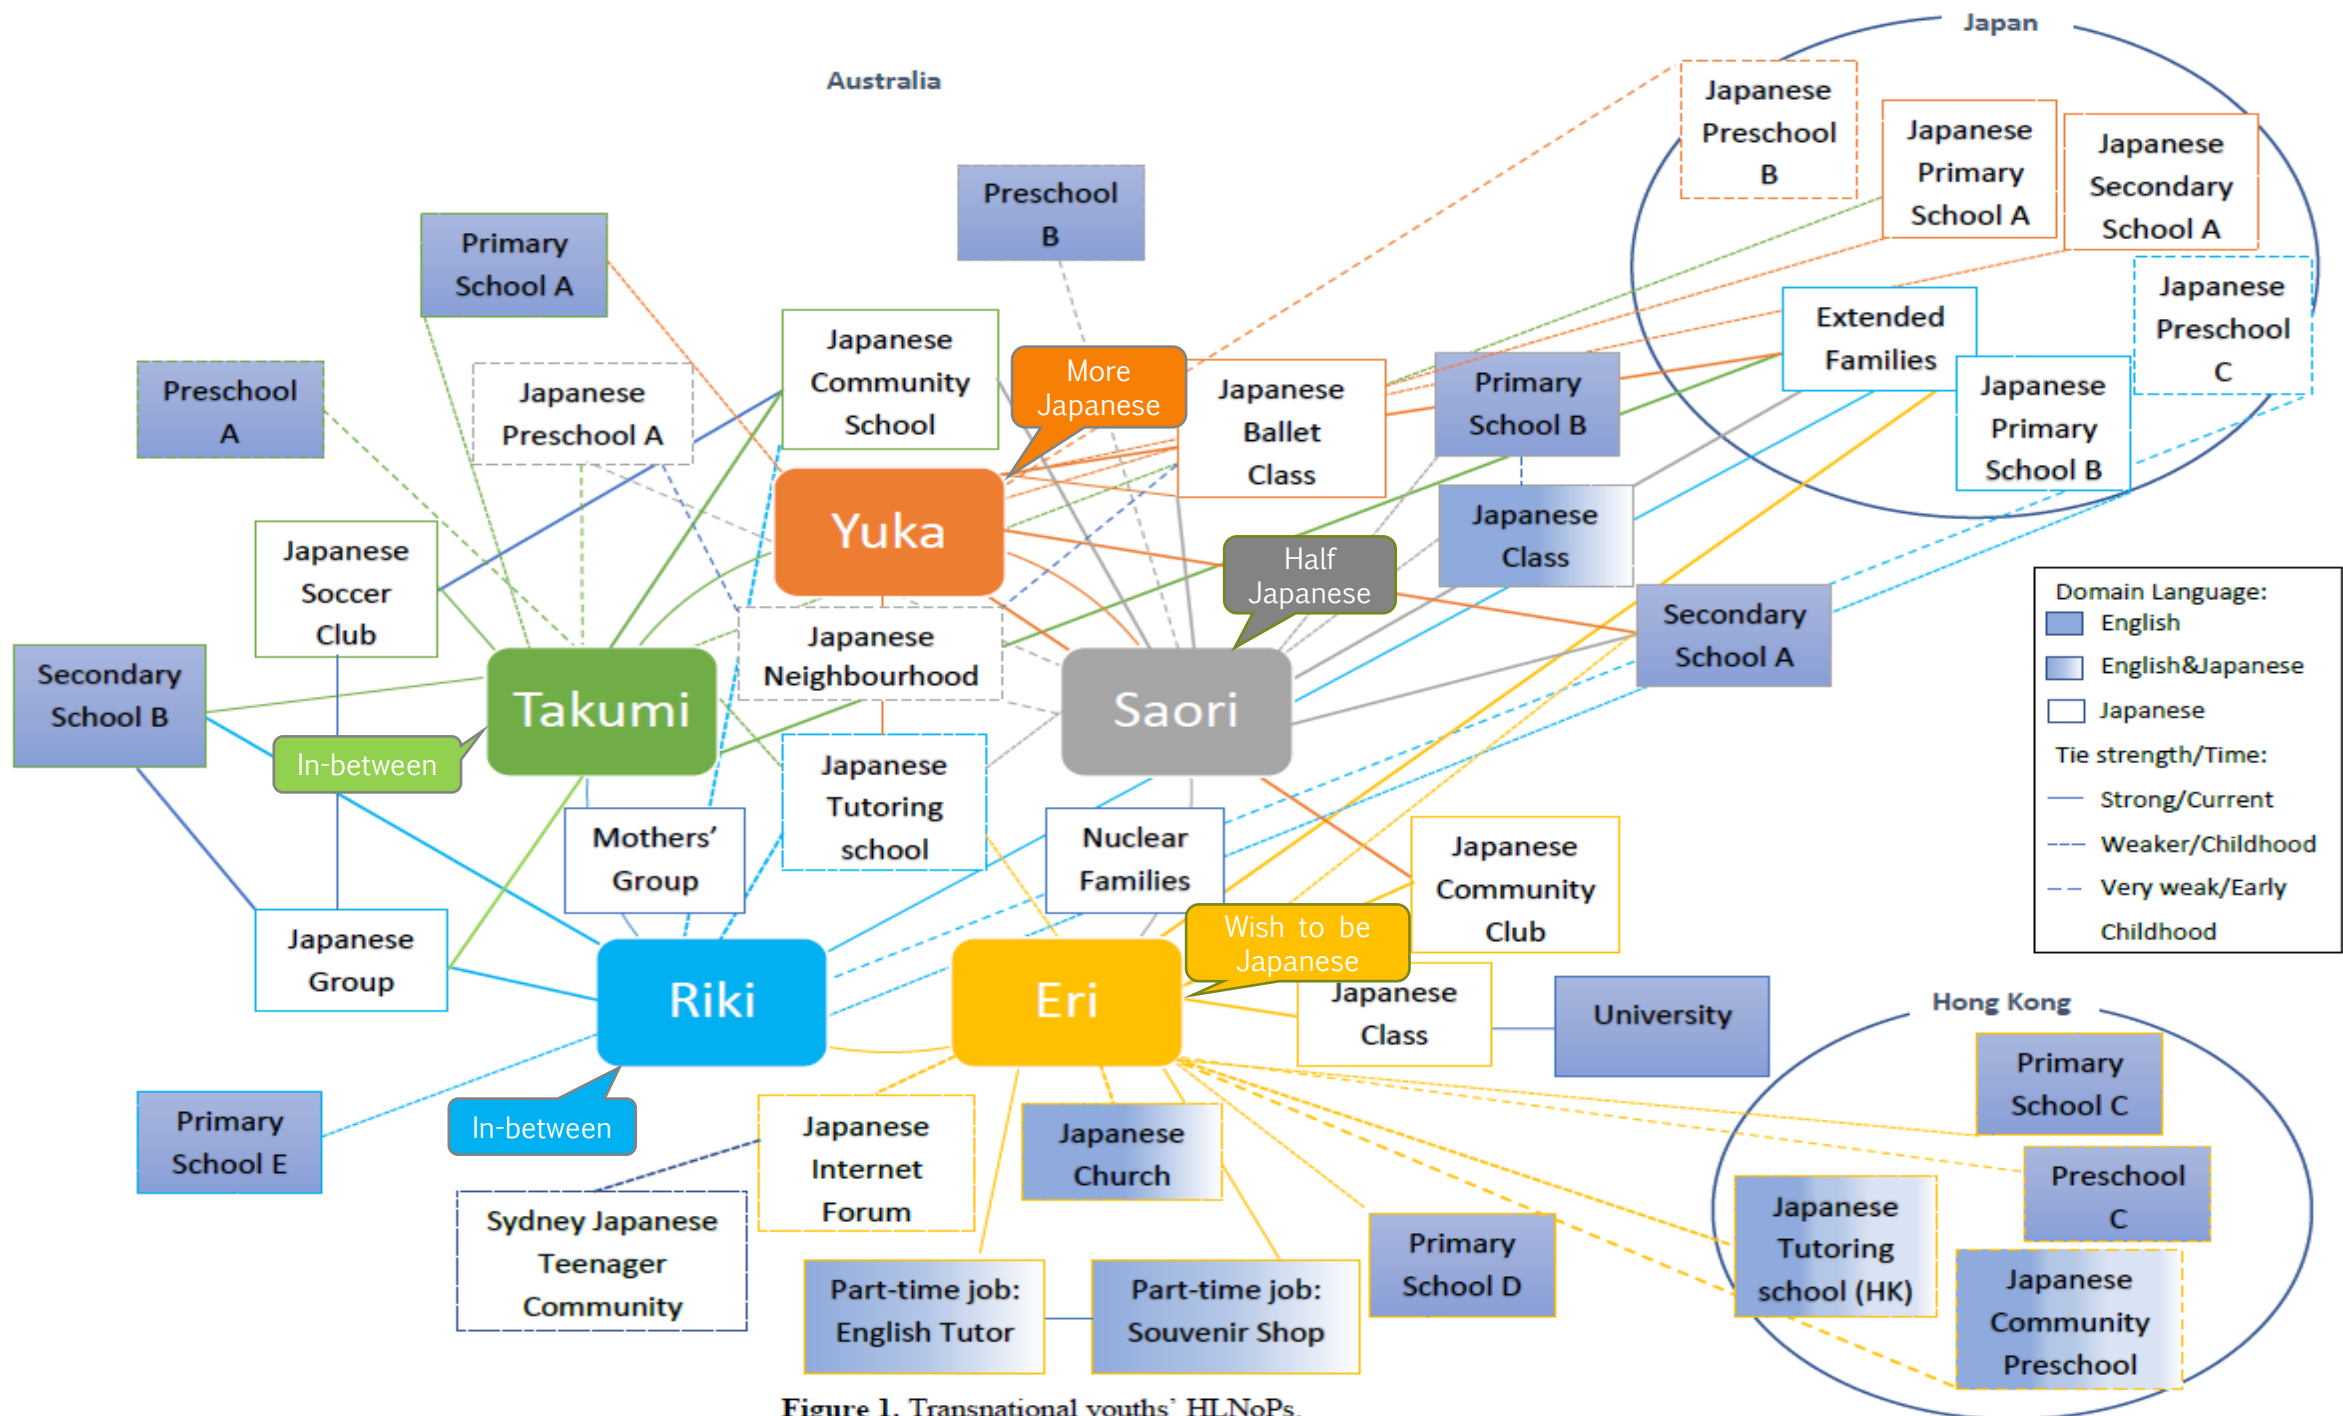 Japan
Australia
Japanese
Preschool
B
Japanese
Primary
School A
Japanese
Secondary
School A
Preschool
B
Primary
School A
Japanese
Preschool
C
Extended
Families
Japanese
Community
School
More
Japanese
Preschool
A
Japanese
Preschool A
Japanese
Ballet
Class
Primary
School B
Japanese
Primary
School B
Yuka
Japanese
Class
Japanese
Soccer
Club
Half
Japanese
Domain Language:
English
English&Japanese
Japanese
Tie strength/Time:
Strong/Current
Weaker/Childhood
Very weak/Early
Childhood
Secondary
School A
Japanese
Neighbourhood
Secondary
School B
Takumi
Saori
In-between
Japanese
Tutoring
school
Mothers’
Group
Nuclear
Families
Japanese
Community
Club
Japanese
Group
Wish to be
Japanese
Riki
Eri
Japanese
Class
University
Hong Kong
Primary
School C
Primary
School E
In-between
Japanese
Internet
Forum
Japanese
Church
Preschool
C
Japanese
Tutoring
school (HK)
Sydney Japanese
Teenager
Community
Primary
School D
Part-time job:
English Tutor
Part-time job:
Souvenir Shop
Japanese
Community
Preschool
Figure 1. Transnational youths’ HLNoPs.